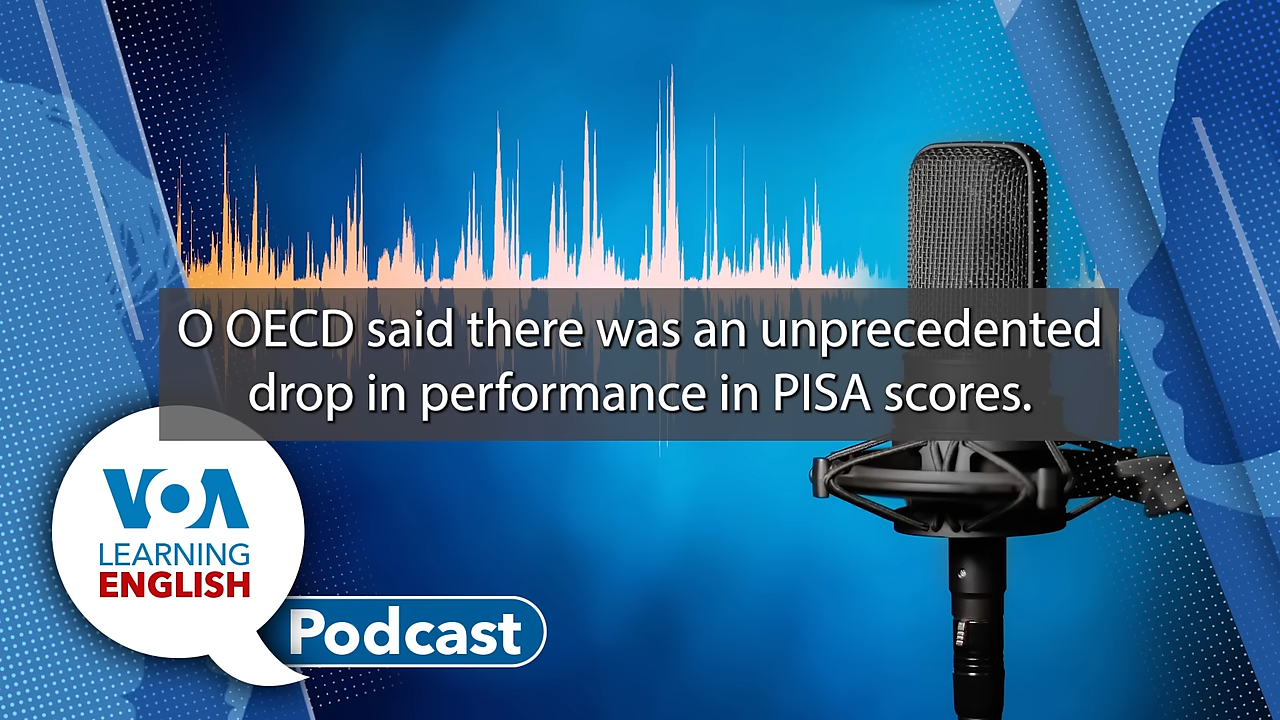 O OECD said there was an unprecedented
drop in performance in PISA scores.
VOA
LEARNING
ENGLISH
Podcast